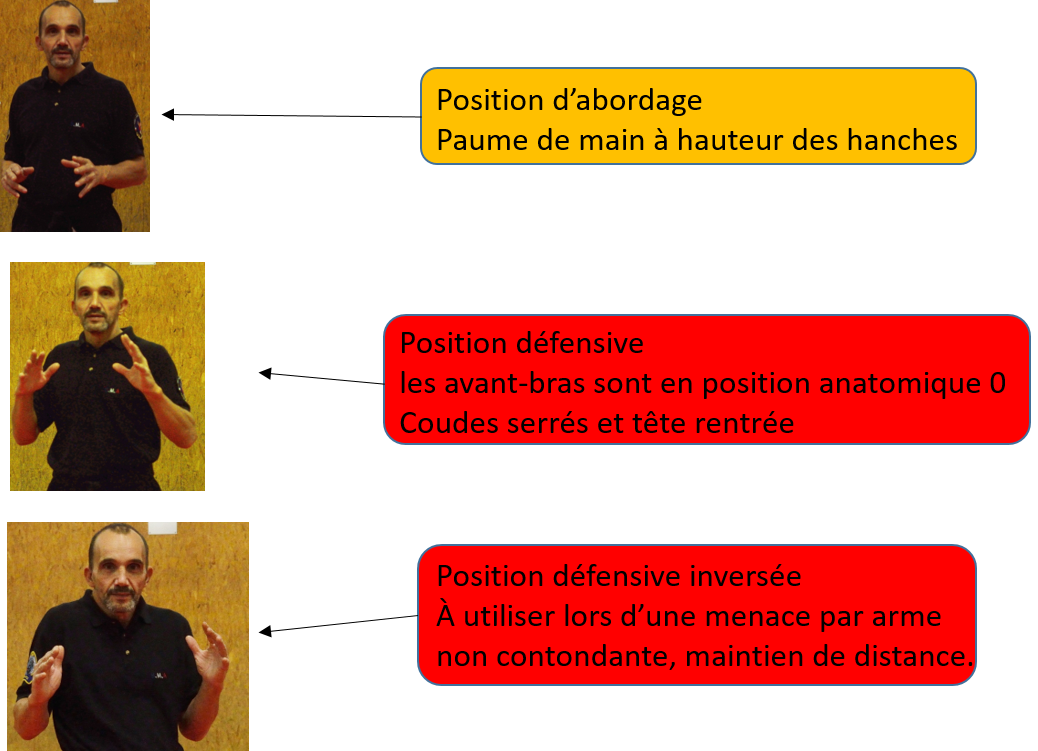 Position d’abordage
Paume de main à hauteur des hanches
Position défensive
les avant-bras sont en position anatomique 0
Coudes serrés et tête rentrée
Position défensive inversée
À utiliser lors d’une menace par arme
non contondante, maintien de distance.